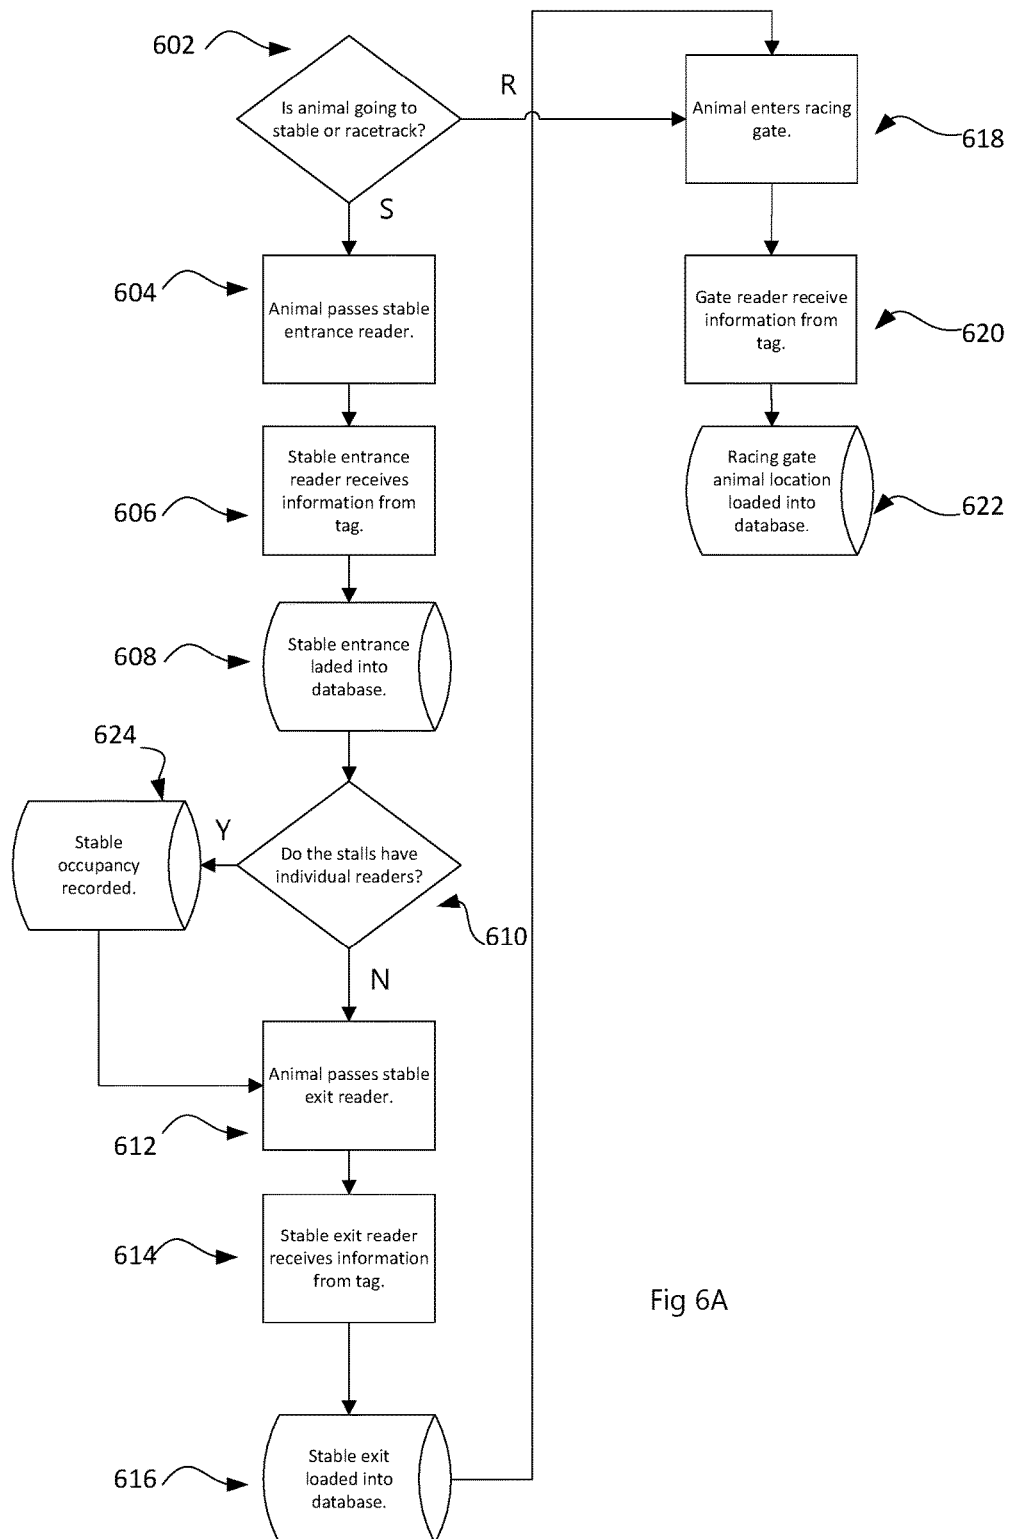 602
Is animal going to
stable or racetrack?
R
S
Animal enters racing
gate.
618
604
Animal passes stable
entrance reader.
Gate reader receive
information from
tag.
620
606
Stable entrance
reader receives
information from
tag.
Racing gate
animal location
loaded into
database.
622
608
Stable entrance
laded into
database.
624
Stable
occupancy
recorded.
Y
Do the stalls have
individual readers?
610
N
Animal passes stable
exit reader.
612
614
Stable exit reader
receives information
from tag.
Fig 6A
616
Stable exit
loaded into
database.